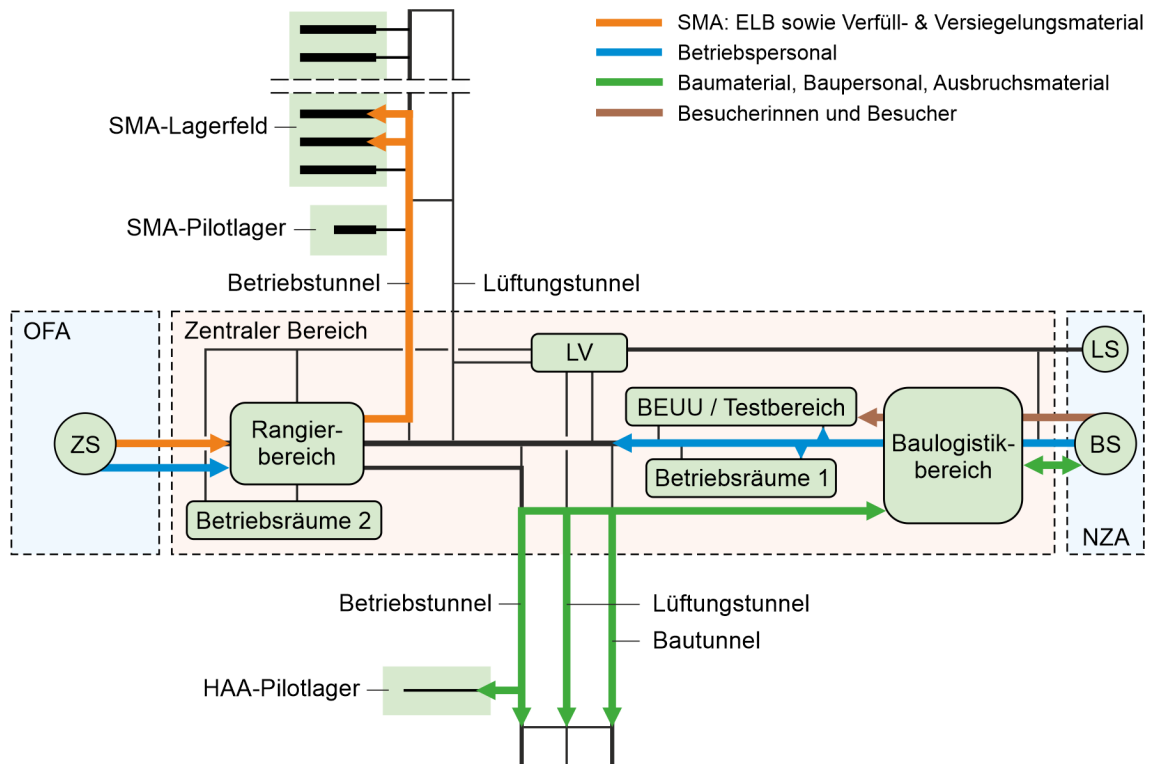 SMA: ELB sowie Verfüll- & Versiegelungsmaterial
Betriebspersonal
Baumaterial, Baupersonal, Ausbruchsmaterial
Besucherinnen und Besucher
SMA-Lagerfeld
SMA-Pilotlager
Betriebstunnel
Lüftungstunnel
OFA
Zentraler Bereich
LV
LS
BEUU / Testbereich
Rangier-
bereich
ZS
Baulogistik-
bereich
BS
Betriebsräume 1
Betriebsräume 2
NZA
Betriebstunnel
Lüftungstunnel
Bautunnel
HAA-Pilotlager